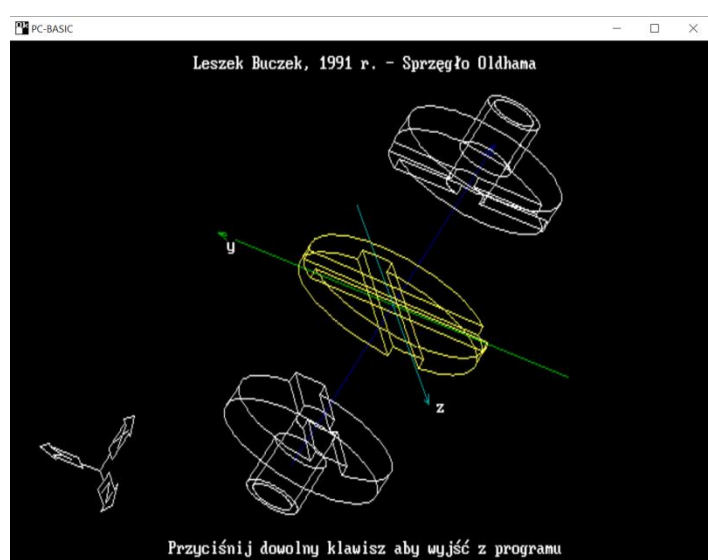 PC-BASIC
Leszek Buczek, 1991 r. - Sprzęgło Oldhama
y
z
Przyciśnij dowolny klawisz aby wyjść z programu